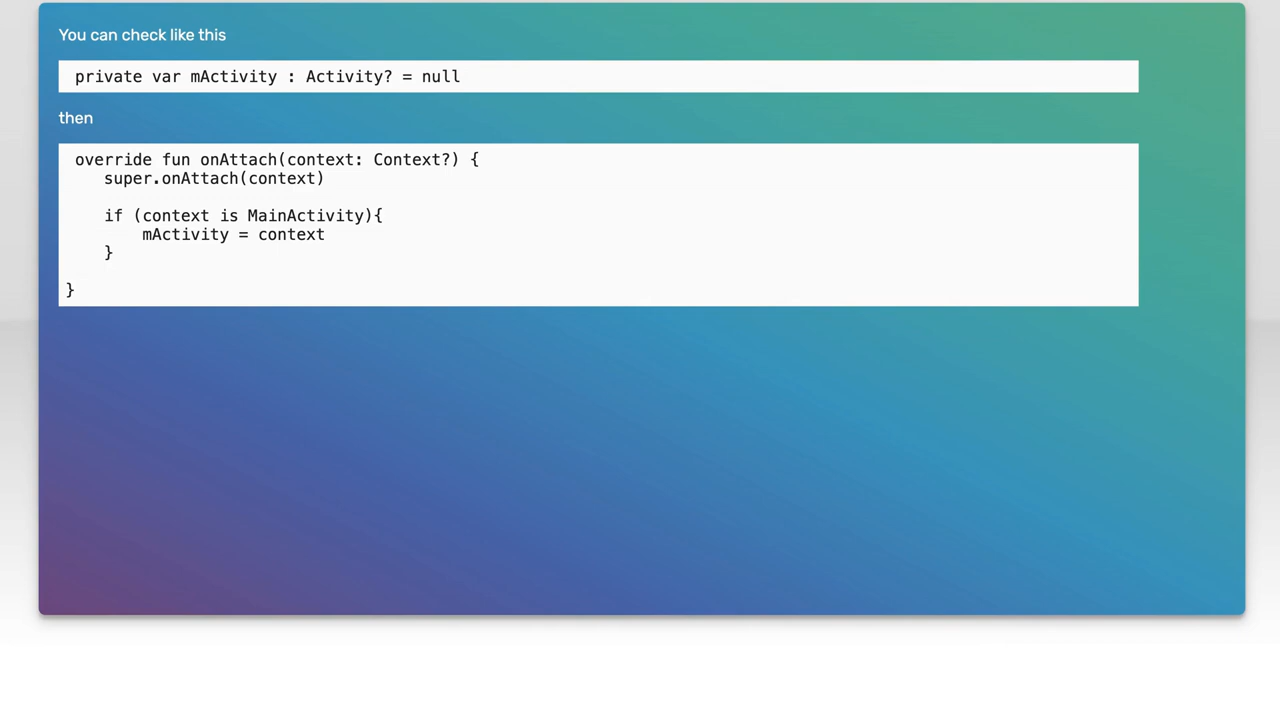 You can check like this
private var mActivity : Activity? = null
then
override fun onAttach(context: Context?) {
super.onAttach(context)
if (context is MainActivity){
mActivity = context
}
}